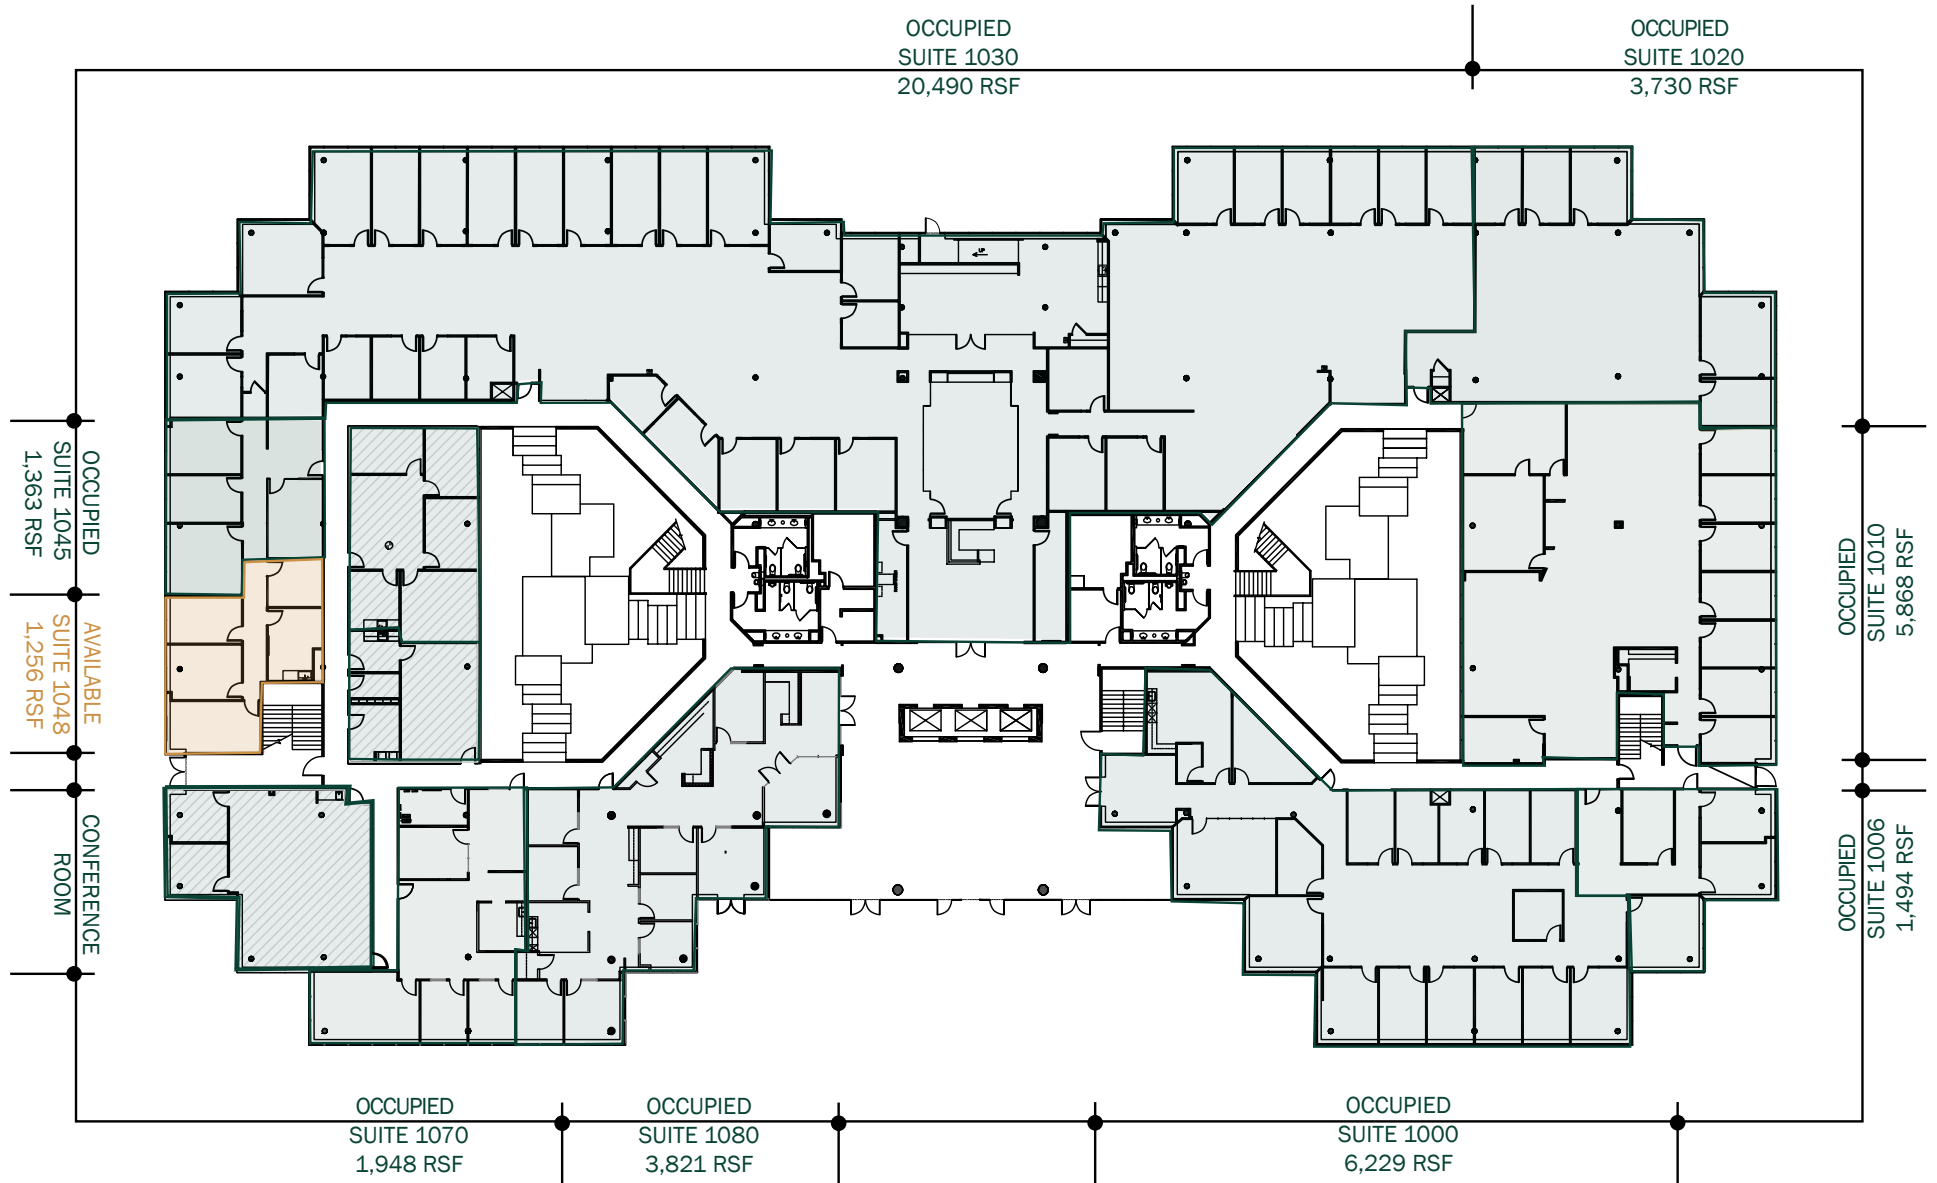 OCCUPIED
SUITE 1030
20,490 RSF
OCCUPIED
SUITE 1020
3,730 RSF
UP
OCCUPIED
SUITE 1045
1,363 RSF
AVAILABLE
SUITE 1048
1,256 RSF
CONFERENCE
ROOM
OCCUPIED
SUITE 1010
5,868 RSF
OCCUPIED
SUITE 1006
1,494 RSF
OCCUPIED
SUITE 1070
1,948 RSF
OCCUPIED
SUITE 1080
3,821 RSF
OCCUPIED
SUITE 1000
6,229 RSF